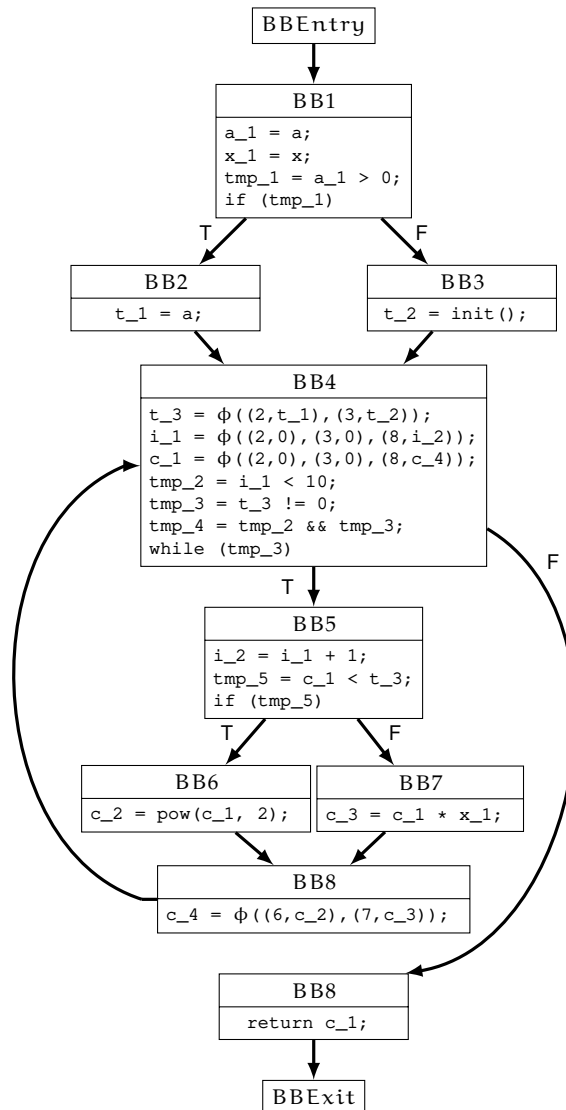 BBEntry
BB1
a_1 = a;
x_1 = x;
tmp_1 = a_1 > 0;
if (tmp_1)
T
F
BB2
t_1 = a;
BB3
t_2 = init();
BB4
t_3 = ϕ((2,t_1),(3,t_2));
i_1 = ϕ((2,0),(3,0),(8,i_2));
c_1 = ϕ((2,0),(3,0),(8,c_4));
tmp_2 = i_1 < 10;
tmp_3 = t_3 != 0;
tmp_4 = tmp_2 && tmp_3;
while (tmp_3)
F
T
BB5
i_2 = i_1 + 1;
tmp_5 = c_1 < t_3;
if (tmp_5)
T
F
BB6
c_2 = pow(c_1, 2);
BB7
c_3 = c_1 * x_1;
BB8
c_4 = ϕ((6,c_2),(7,c_3));
BB8
return c_1;
BBExit